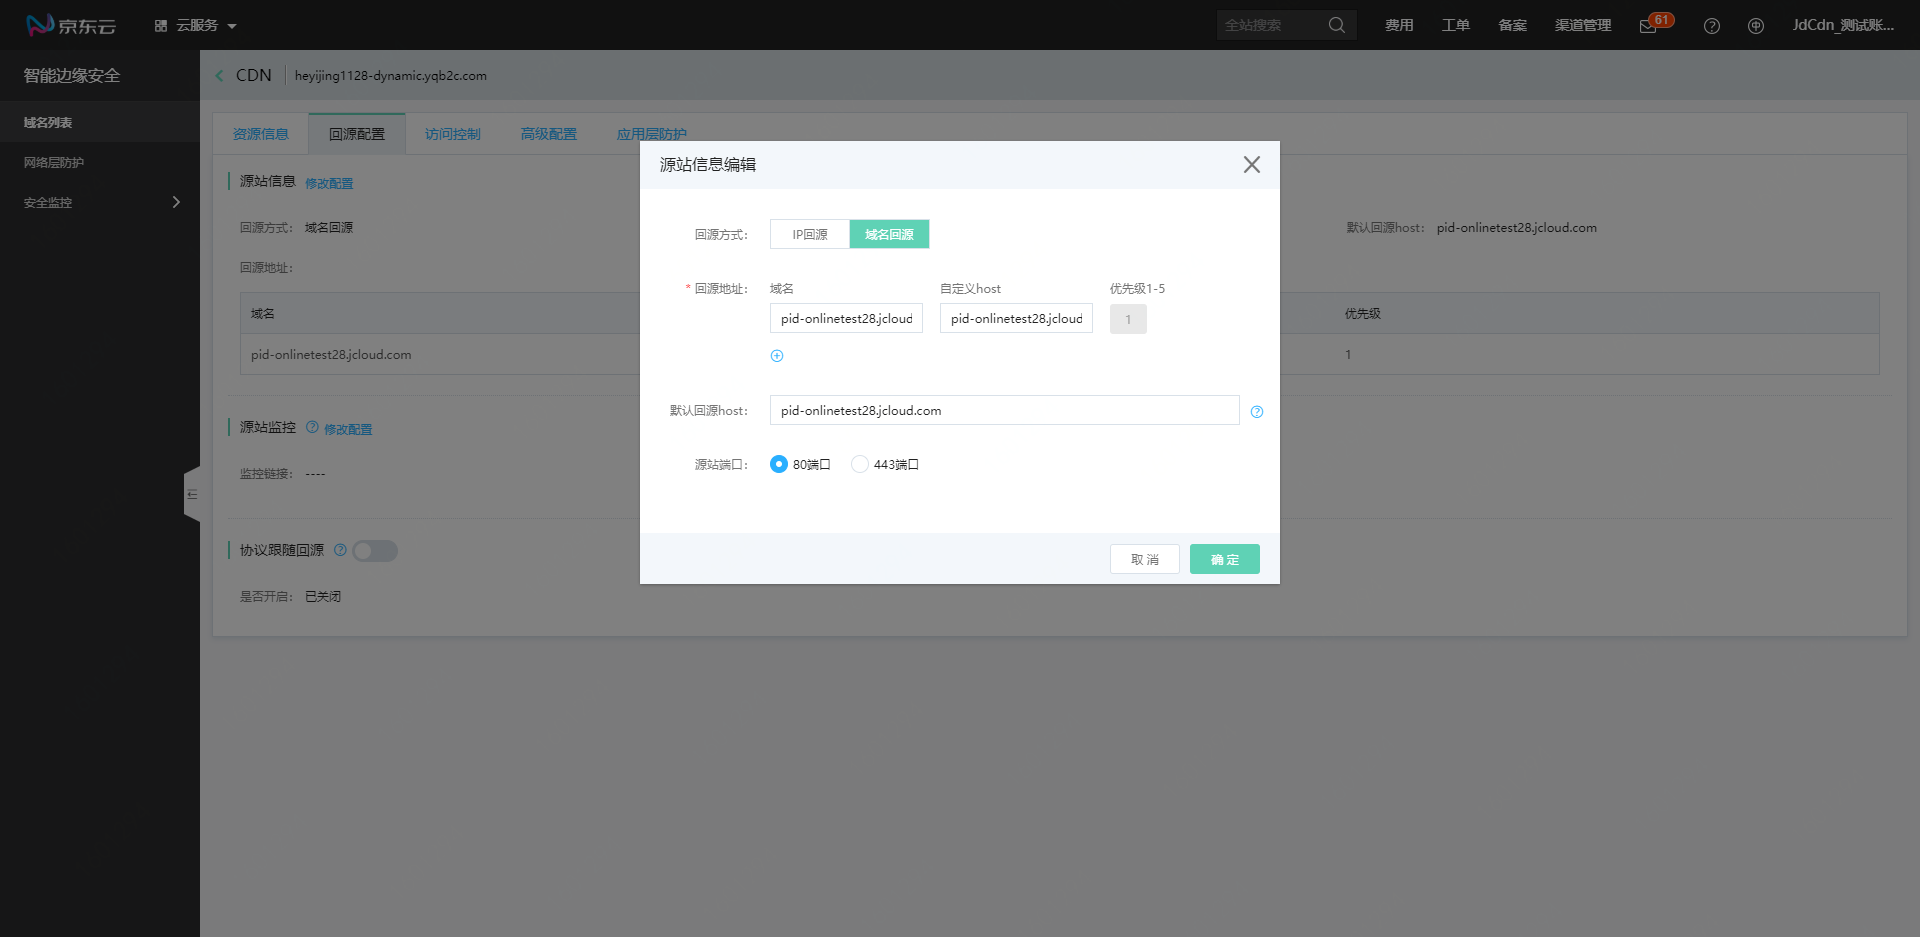 京东云
云服务
全站搜索
费用
工单
备案
渠道管理
61
JdCdn_测试账...
智能边缘安全
域名列表
网络层防护
安全监控
CDN
heyijing1128-dynamic.yqb2c.com
资源信息
回源配置
访问控制
高级配置
应用层防护
源站信息 修改配置
回源方式： 域名回源
默认回源host： pid-onlinetest28.jcloud.com
回源地址：
域名
优先级
pid-onlinetest28.jcloud.com
1
源站监控 修改配置
监控链接： ----
协议跟随回源
是否开启： 已关闭
源站信息编辑
回源方式： IP回源 域名回源
* 回源地址： 域名 自定义host 优先级1-5
pid-onlinetest28.jcloud pid-onlinetest28.jcloud 1
默认回源host： pid-onlinetest28.jcloud.com
源站端口： 80端口 443端口
取 消 确 定